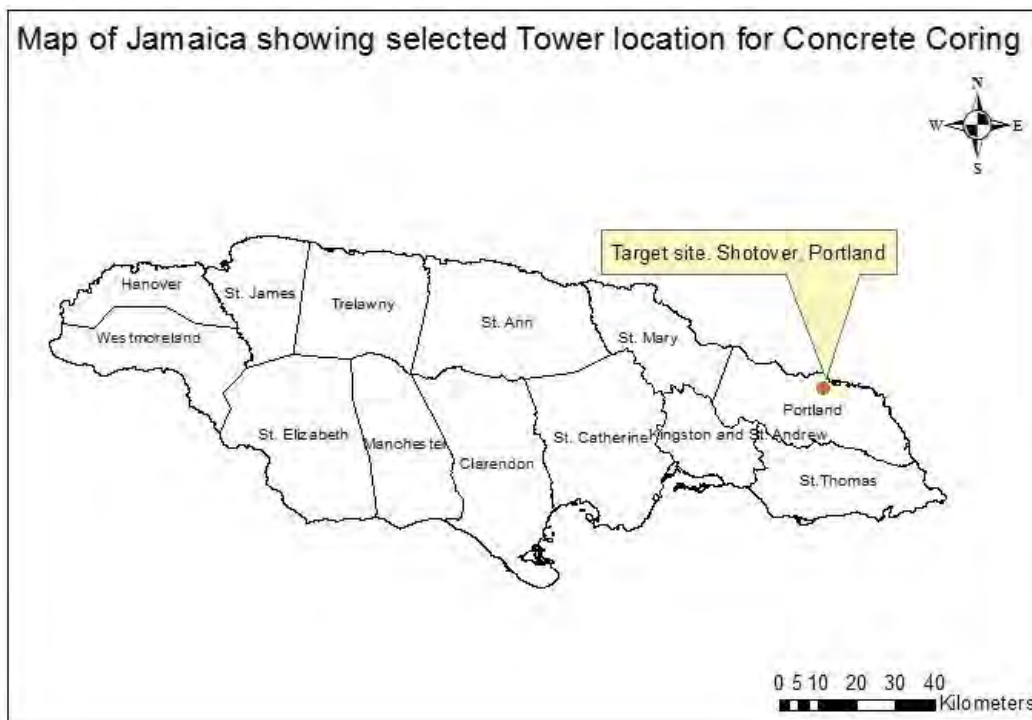 Map of Jamaica showing selected Tower location for Concrete Coring
N
W E
S
Target site. Shotover, Portland
Hanover
St. James
Trelawny
St. Ann
St. Mary
Westmoreland
Portland
St. Elizabeth
Manchester
Clarendon
St. Catherine
Kingston and St. Andrew
St.Thomas
0 5 10 20 30 40
Kilometers